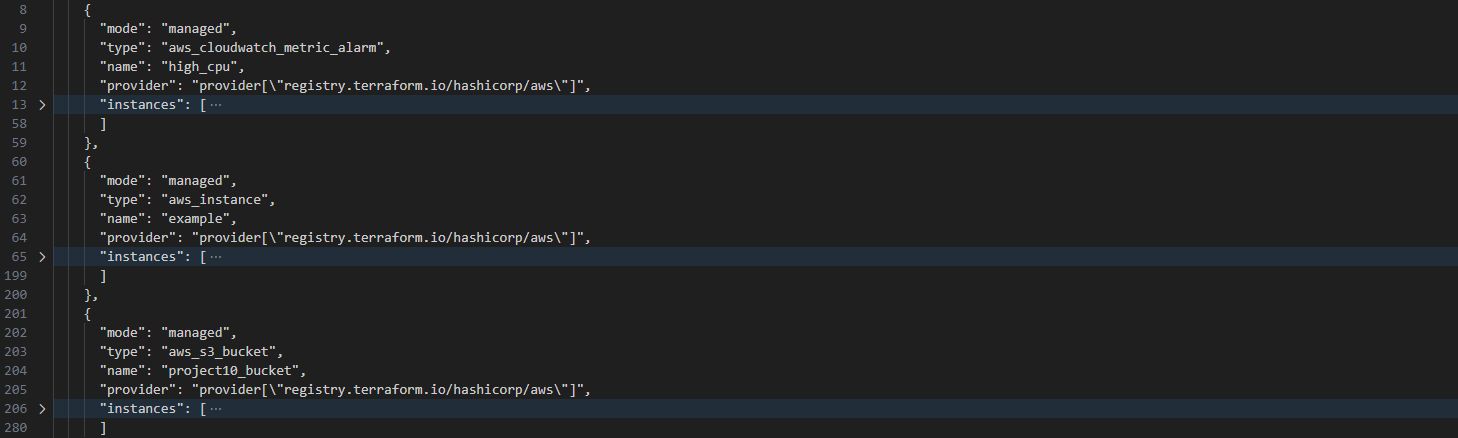 8 {
9 "mode": "managed",
10 "type": "aws_cloudwatch_metric_alarm",
11 "name": "high_cpu",
12 "provider": "provider[\"registry.terraform.io/hashicorp/aws\"]",
13 > "instances": [ ···
58 ]
59 },
60 {
61 "mode": "managed",
62 "type": "aws_instance",
63 "name": "example",
64 "provider": "provider[\"registry.terraform.io/hashicorp/aws\"]",
65 > "instances": [ ···
199 ]
200 },
201 {
202 "mode": "managed",
203 "type": "aws_s3_bucket",
204 "name": "project10_bucket",
205 "provider": "provider[\"registry.terraform.io/hashicorp/aws\"]",
206 > "instances": [ ···
280 ]